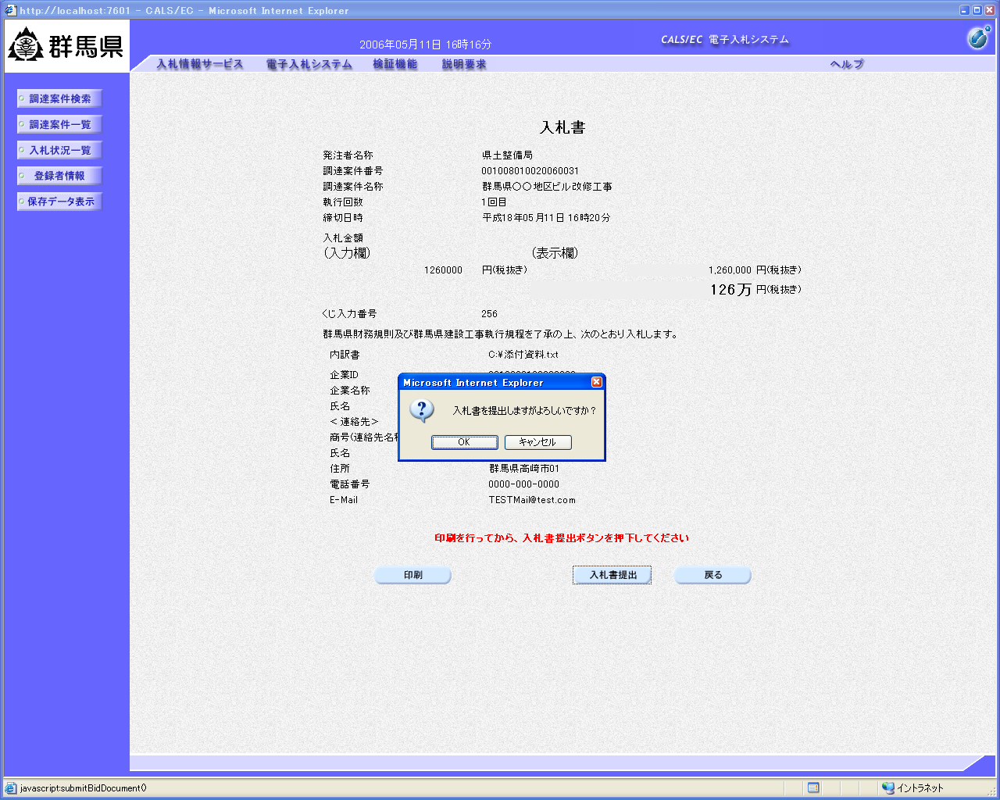 http://localhost:7601 - CALS/EC - Microsoft Internet Explorer
群馬県
2006年05月11日 16時16分
CALS/EC 電子入札システム
入札情報サービス 電子入札システム 検証機能 説明要求 ヘルプ
調達案件検索
調達案件一覧
入札状況一覧
登録者情報
保存データ表示
入札書
発注者名称 県土整備局
調達案件番号 001008010020060031
調達案件名称 群馬県〇〇地区ビル改修工事
執行回数 1回目
締切日時 平成18年05月11日 16時20分
入札金額
(入力欄) (表示欄)
1260000 円(税抜き) 1,260,000 円(税抜き)
126万 円(税抜き)
くじ入力番号 256
群馬県財務規則及び群馬県建設工事執行規程を了承の上、次のとおり入札します。
内訳書 C:¥添付資料.txt
企業ID
企業名称
氏名
<連絡先>
商号(連絡先名称
氏名
住所 群馬県高崎市01
電話番号 0000-000-0000
E-Mail TESTMail@test.com
Microsoft Internet Explorer
入札書を提出しますがよろしいですか?
OK キャンセル
印刷を行ってから、入札書提出ボタンを押下してください
印刷 入札書提出 戻る
javascript:submitBidDocument() イントラネット